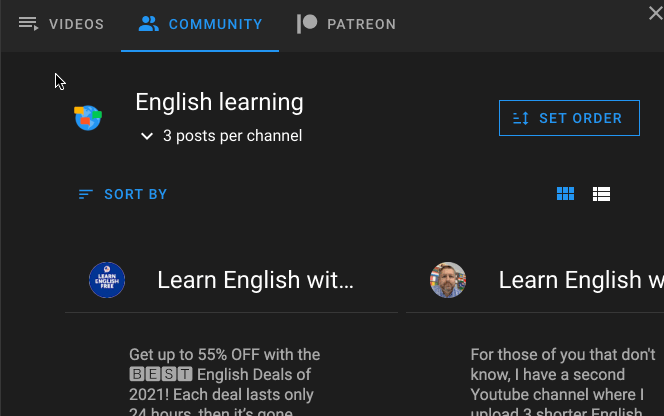 VIDEOS
COMMUNITY
PATREON
English learning
3 posts per channel
SET ORDER
SORT BY
LEARN
ENGLISH
FREE
Learn English wit...
Learn English w
Get up to 55% OFF with the
🅱🅴🆂🆃 English Deals of
2021! Each deal lasts only
24 hours, then it's gone
For those of you that don't
know, I have a second
Youtube channel where I
upload 3 shorter English